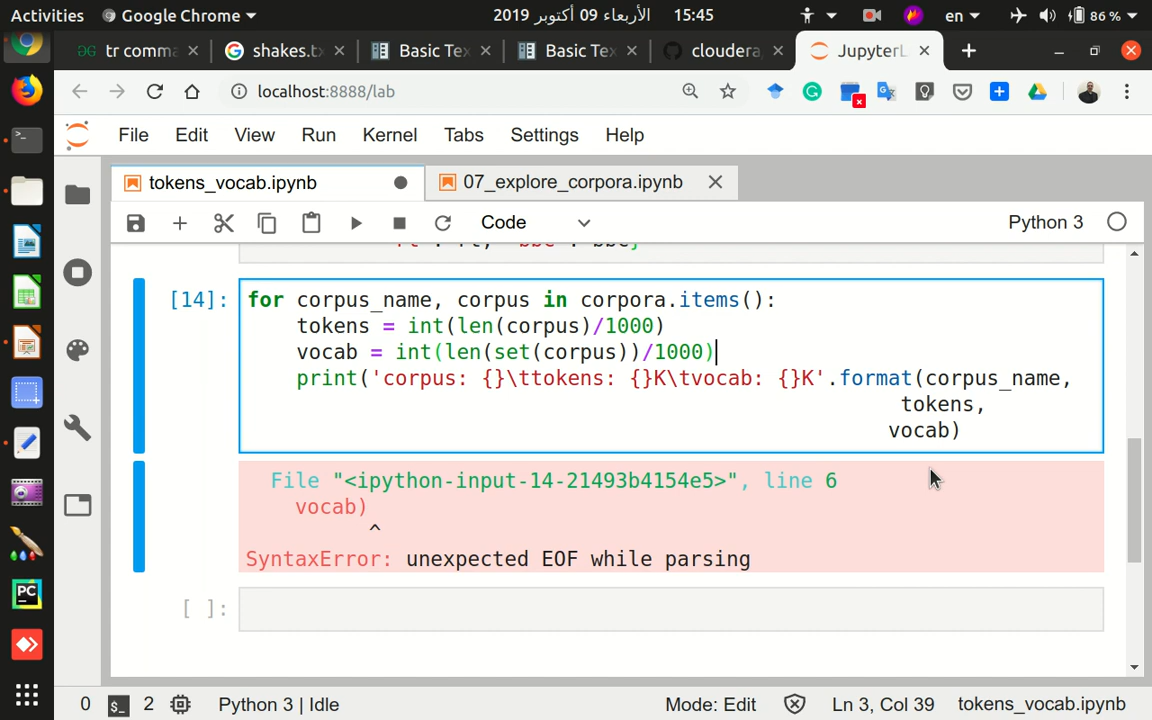 Activities Google Chrome 15:45 الأربعاء 09 أكتوبر 2019 en 86 %
tr comma shakes.tx Basic Tex Basic Tex cloudera JupyterL
localhost:8888/lab
File Edit View Run Kernel Tabs Settings Help
tokens_vocab.ipynb 07_explore_corpora.ipynb
Code Python 3
[14]: for corpus_name, corpus in corpora.items():
tokens = int(len(corpus)/1000)
vocab = int(len(set(corpus))/1000)
print('corpus: {}\ttokens: {}K\tvocab: {}K'.format(corpus_name,
tokens,
vocab)
File "<ipython-input-14-21493b4154e5>", line 6
vocab)
^
SyntaxError: unexpected EOF while parsing
[ ]:
0 2 Python 3 | Idle Mode: Edit Ln 3, Col 39 tokens_vocab.ipynb